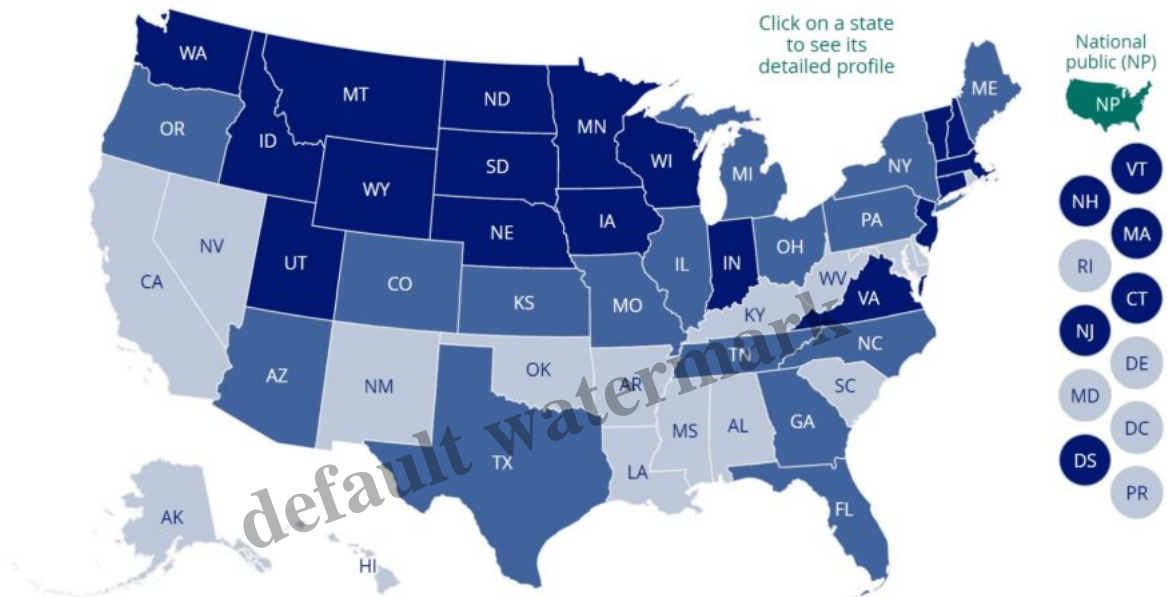 Click on a state
to see its
detailed profile
National
public (NP)
NP
WA
MT
ND
MN
ME
OR
ID
SD
WI
MI
NY
VT
WY
NH
IA
PA
MA
NE
NV
UT
IL
IN
OH
RI
CA
CO
WV
VA
CT
KS
MO
KY
NJ
NC
TN
DE
AZ
NM
OK
AR
SC
MD
MS
AL
GA
DC
TX
LA
DS
PR
FL
AK
HI
default watermark